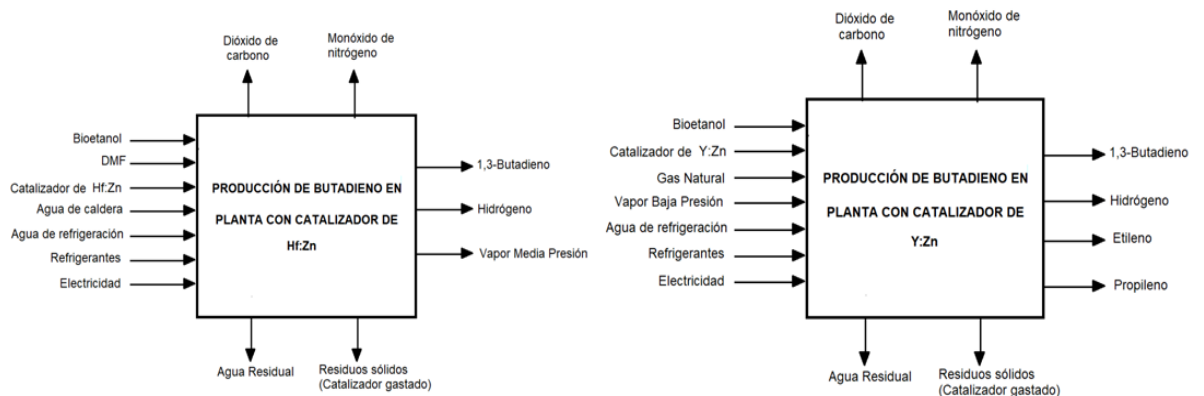 Dióxido de
carbono
Monóxido de
nitrógeno
Bioetanol
DMF
Catalizador de Hf:Zn
Agua de caldera
Agua de refrigeración
Refrigerantes
Electricidad
PRODUCCIÓN DE BUTADIENO EN
PLANTA CON CATALIZADOR DE
Hf:Zn
1,3-Butadieno
Hidrógeno
Vapor Media Presión
Agua Residual
Residuos sólidos
(Catalizador gastado)
Dióxido de
carbono
Monóxido de
nitrógeno
Bioetanol
Catalizador de Y:Zn
Gas Natural
Vapor Baja Presión
Agua de refrigeración
Refrigerantes
Electricidad
PRODUCCIÓN DE BUTADIENO EN
PLANTA CON CATALIZADOR DE
Y:Zn
1,3-Butadieno
Hidrógeno
Etileno
Propileno
Agua Residual
Residuos sólidos
(Catalizador gastado)